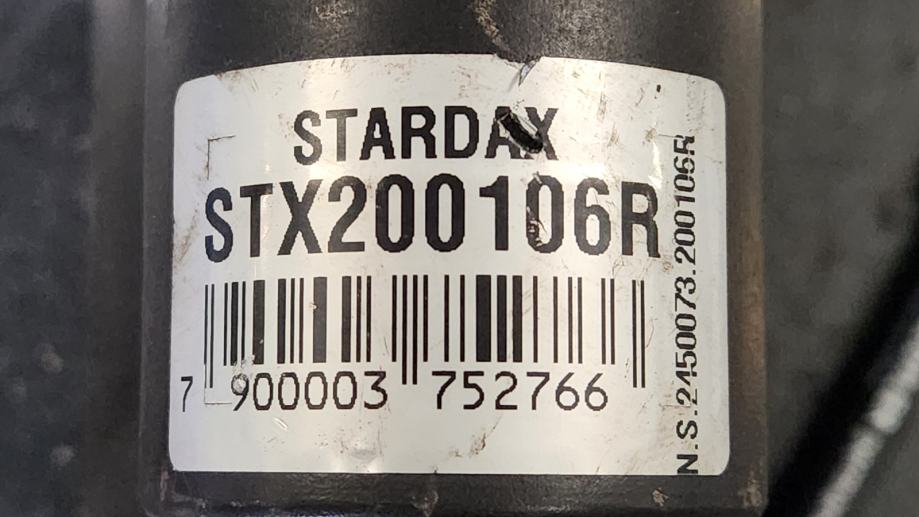 STARDAX
STX200106R
7 900003 752766
N.S.2450073.200106R